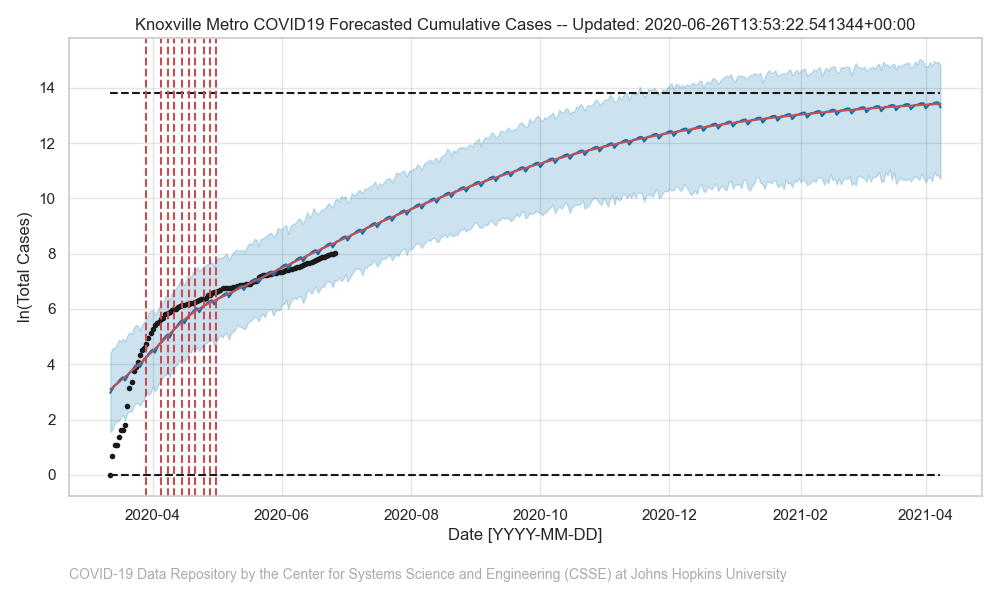 Knoxville Metro COVID19 Forecasted Cumulative Cases -- Updated: 2020-06-26T13:53:22.541344+00:00
ln(Total Cases)
14
12
10
8
6
4
2
0
2020-04 2020-06 2020-08 2020-10 2020-12 2021-02 2021-04
Date [YYYY-MM-DD]
COVID-19 Data Repository by the Center for Systems Science and Engineering (CSSE) at Johns Hopkins University